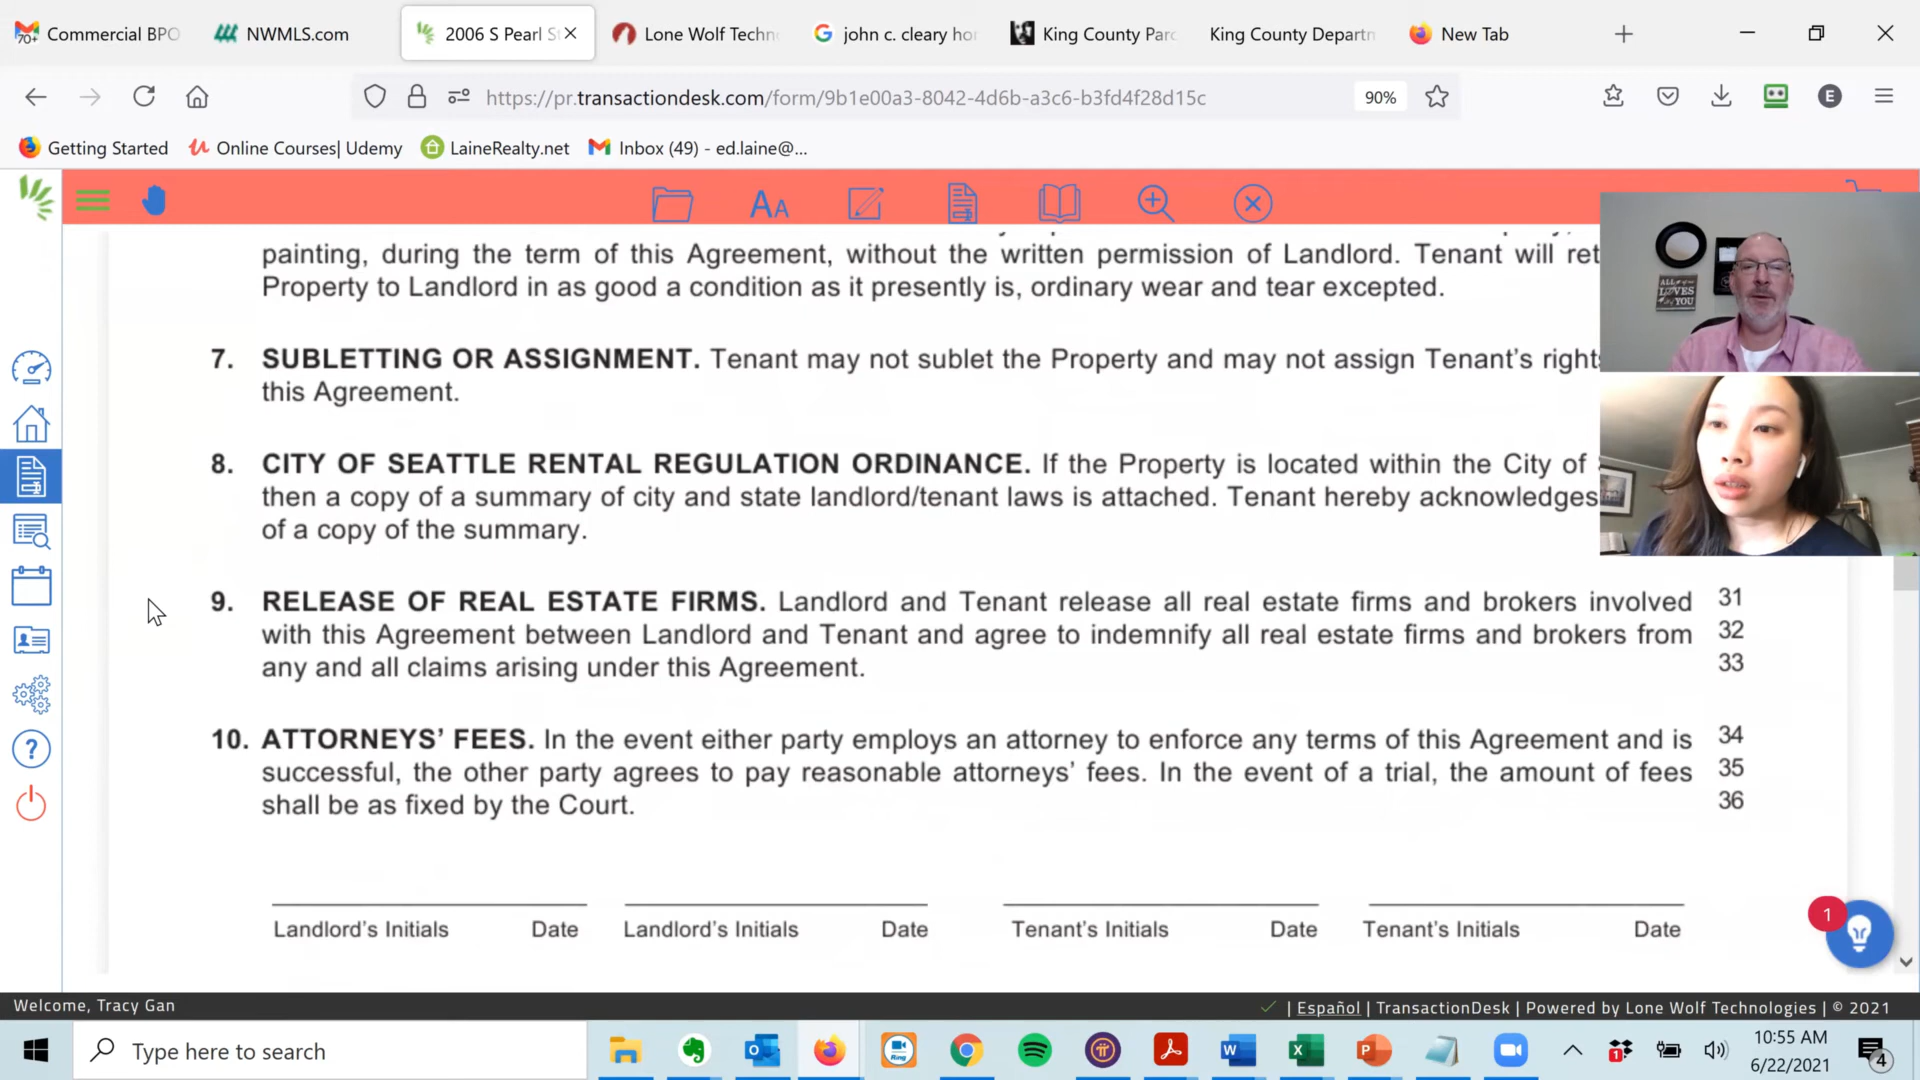 Commercial BPO
NWMLS.com
2006 S Pearl S
Lone Wolf Techn
john c. cleary ho
King County Parc
King County Departm
New Tab
https://pr.transactiondesk.com/form/9b1e00a3-8042-4d6b-a3c6-b3fd4f28d15c
90%
E
Getting Started
Online Courses| Udemy
LaineRealty.net
Inbox (49) - ed.laine@...
painting, during the term of this Agreement, without the written permission of Landlord. Tenant will ret
Property to Landlord in as good a condition as it presently is, ordinary wear and tear excepted.
7. SUBLETTING OR ASSIGNMENT. Tenant may not sublet the Property and may not assign Tenant's rights
this Agreement.
8. CITY OF SEATTLE RENTAL REGULATION ORDINANCE. If the Property is located within the City of
then a copy of a summary of city and state landlord/tenant laws is attached. Tenant hereby acknowledges
of a copy of the summary.
9. RELEASE OF REAL ESTATE FIRMS. Landlord and Tenant release all real estate firms and brokers involved 31
with this Agreement between Landlord and Tenant and agree to indemnify all real estate firms and brokers from 32
any and all claims arising under this Agreement. 33
10. ATTORNEYS' FEES. In the event either party employs an attorney to enforce any terms of this Agreement and is 34
successful, the other party agrees to pay reasonable attorneys' fees. In the event of a trial, the amount of fees 35
shall be as fixed by the Court. 36
Landlord's Initials Date Landlord's Initials Date Tenant's Initials Date Tenant's Initials Date
1
Welcome, Tracy Gan
| Español | TransactionDesk | Powered by Lone Wolf Technologies | © 2021
Type here to search
10:55 AM
6/22/2021
4